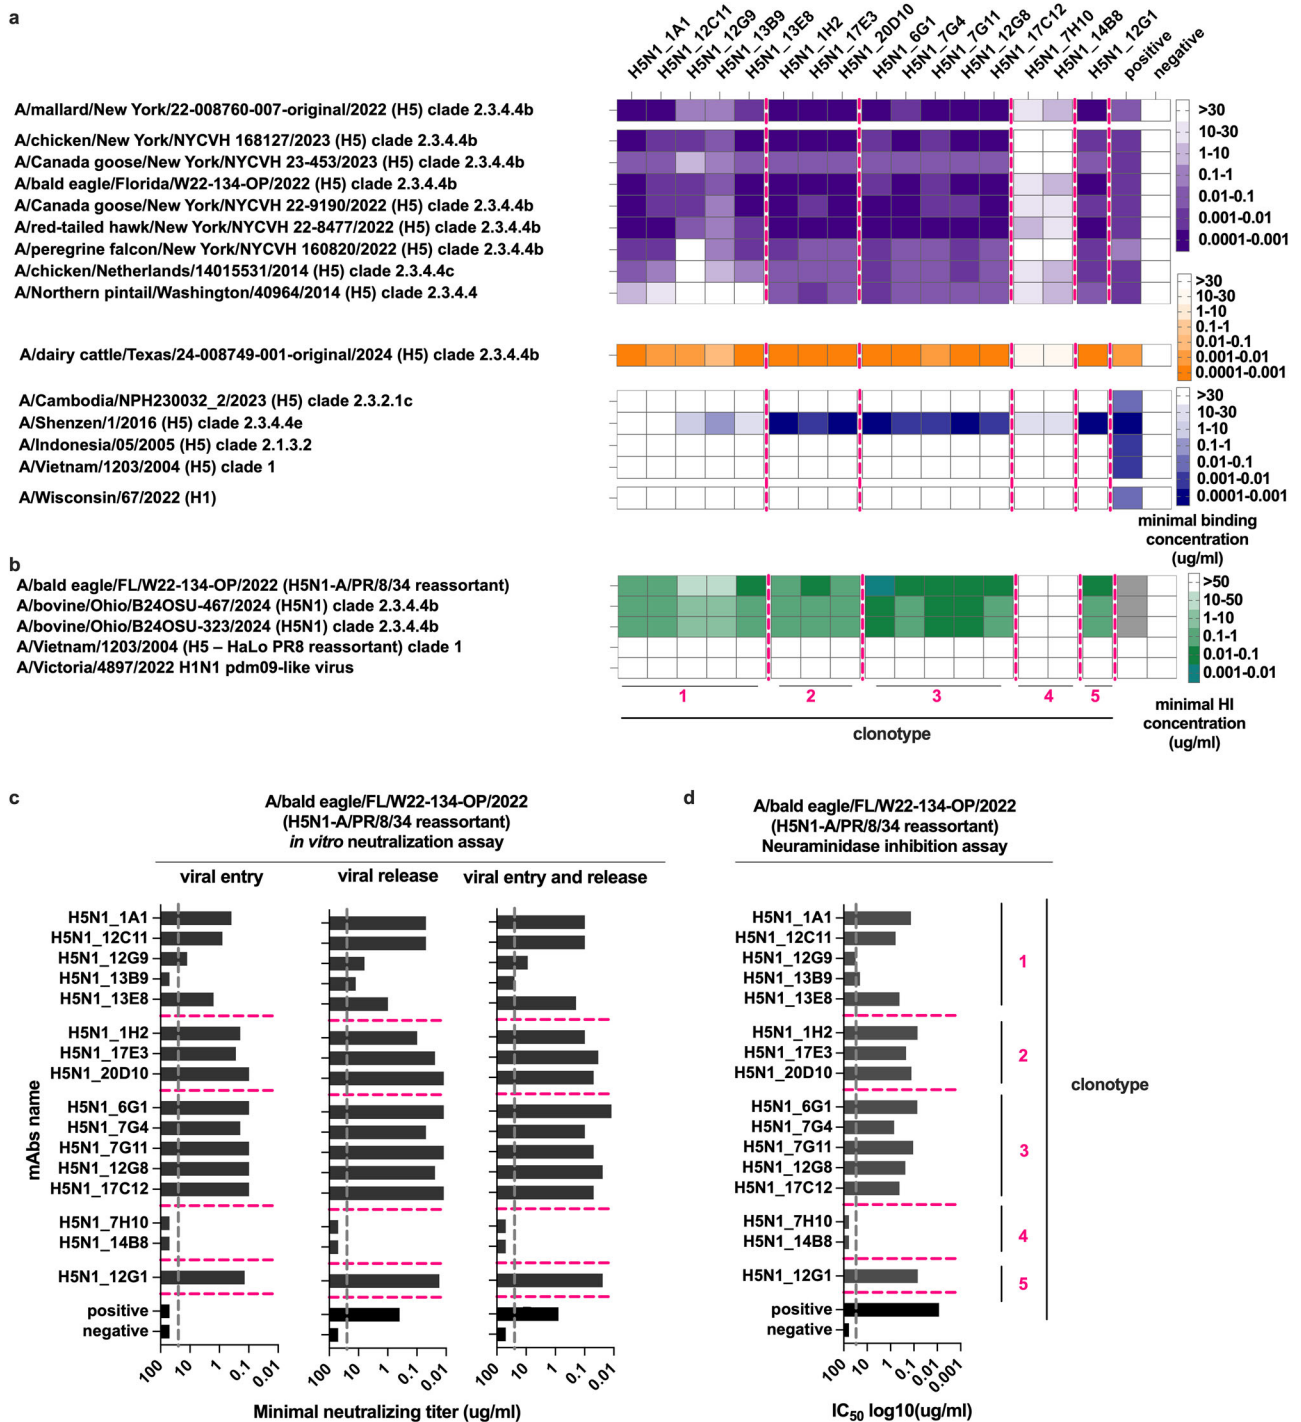 a
H5N1_1A1
H5N1_12C11
H5N1_12G9
H5N1_13B9
H5N1_13E8
H5N1_1H2
H5N1_17E3
H5N1_20D10
H5N1_6G1
H5N1_7G4
H5N1_7G11
H5N1_12G8
H5N1_17C12
H5N1_7H10
H5N1_14B8
H5N1_12G1
positive
negative
A/mallard/New York/22-008760-007-original/2022 (H5) clade 2.3.4.4b
A/chicken/New York/NYCVH 168127/2023 (H5) clade 2.3.4.4b
A/Canada goose/New York/NYCVH 23-453/2023 (H5) clade 2.3.4.4b
A/bald eagle/Florida/W22-134-OP/2022 (H5) clade 2.3.4.4b
A/Canada goose/New York/NYCVH 22-9190/2022 (H5) clade 2.3.4.4b
A/red-tailed hawk/New York/NYCVH 22-8477/2022 (H5) clade 2.3.4.4b
A/peregrine falcon/New York/NYCVH 160820/2022 (H5) clade 2.3.4.4b
A/chicken/Netherlands/14015531/2014 (H5) clade 2.3.4.4c
A/Northern pintail/Washington/40964/2014 (H5) clade 2.3.4.4
>30
10-30
1-10
0.1-1
0.01-0.1
0.001-0.01
0.0001-0.001
A/dairy cattle/Texas/24-008749-001-original/2024 (H5) clade 2.3.4.4b
>30
10-30
1-10
0.1-1
0.01-0.1
0.001-0.01
0.0001-0.001
A/Cambodia/NPH230032_2/2023 (H5) clade 2.3.2.1c
A/Shenzen/1/2016 (H5) clade 2.3.4.4e
A/Indonesia/05/2005 (H5) clade 2.1.3.2
A/Vietnam/1203/2004 (H5) clade 1
A/Wisconsin/67/2022 (H1)
>30
10-30
1-10
0.1-1
0.01-0.1
0.001-0.01
0.0001-0.001
minimal binding
concentration
(ug/ml)
b
A/bald eagle/FL/W22-134-OP/2022 (H5N1-A/PR/8/34 reassortant)
A/bovine/Ohio/B24OSU-467/2024 (H5N1) clade 2.3.4.4b
A/bovine/Ohio/B24OSU-323/2024 (H5N1) clade 2.3.4.4b
A/Vietnam/1203/2004 (H5 – HaLo PR8 reassortant) clade 1
A/Victoria/4897/2022 H1N1 pdm09-like virus
>50
10-50
1-10
0.1-1
0.01-0.1
0.001-0.01
minimal HI
concentration
(ug/ml)
1 2 3 4 5
clonotype
c
A/bald eagle/FL/W22-134-OP/2022
(H5N1-A/PR/8/34 reassortant)
in vitro neutralization assay
viral entry viral release viral entry and release
mAbs name
H5N1_1A1
H5N1_12C11
H5N1_12G9
H5N1_13B9
H5N1_13E8
H5N1_1H2
H5N1_17E3
H5N1_20D10
H5N1_6G1
H5N1_7G4
H5N1_7G11
H5N1_12G8
H5N1_17C12
H5N1_7H10
H5N1_14B8
H5N1_12G1
positive
negative
100 10 1 0.1 0.01
100 10 1 0.1 0.01
100 10 1 0.1 0.01
Minimal neutralizing titer (ug/ml)
d
A/bald eagle/FL/W22-134-OP/2022
(H5N1-A/PR/8/34 reassortant)
Neuraminidase inhibition assay
H5N1_1A1
H5N1_12C11
H5N1_12G9
H5N1_13B9
H5N1_13E8
H5N1_1H2
H5N1_17E3
H5N1_20D10
H5N1_6G1
H5N1_7G4
H5N1_7G11
H5N1_12G8
H5N1_17C12
H5N1_7H10
H5N1_14B8
H5N1_12G1
positive
negative
1
2
3
4
5
clonotype
100 10 1 0.1 0.01 0.001
IC50 log10(ug/ml)